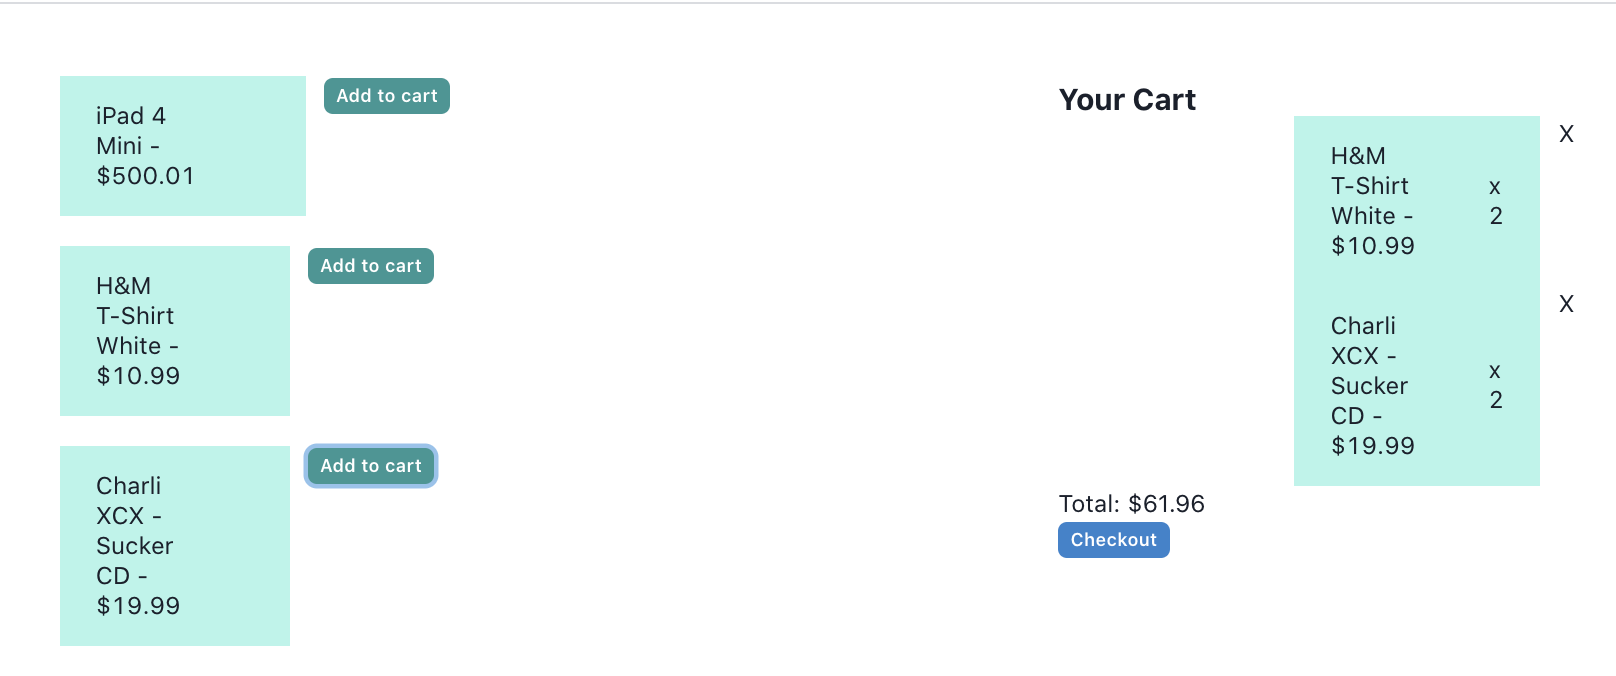 iPad 4
Mini -
$500.01
Add to cart
H&M
T-Shirt
White -
$10.99
Add to cart
Charli
XCX -
Sucker
CD -
$19.99
Add to cart
Your Cart
H&M
T-Shirt
White -
$10.99
x
2
X
Charli
XCX -
Sucker
CD -
$19.99
x
2
X
Total: $61.96
Checkout